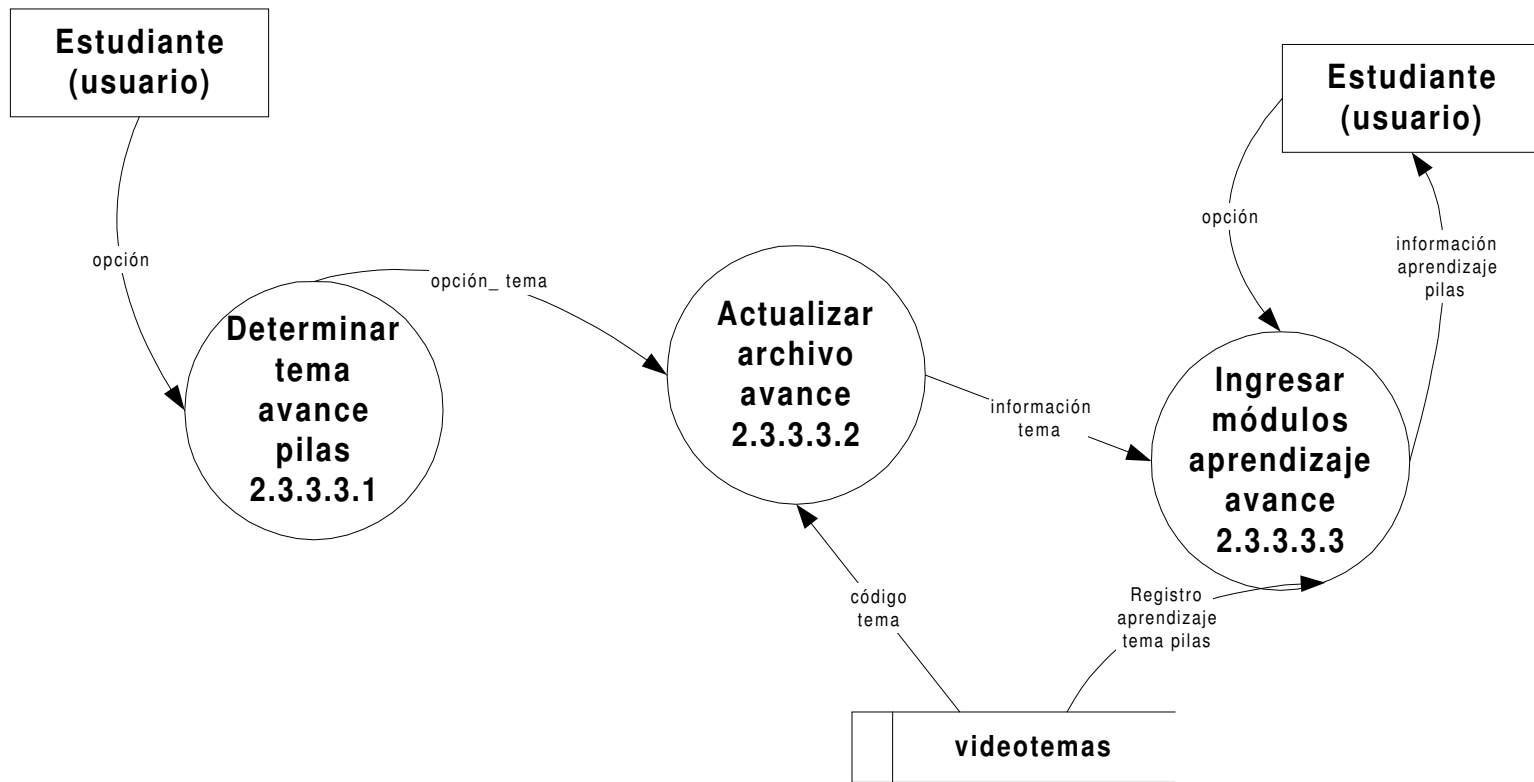 Estudiante
(usuario)
Estudiante
(usuario)
opción
opción
información
aprendizaje
pilas
opción_ tema
Determinar
tema
avance
pilas
2.3.3.3.1
Actualizar
archivo
avance
2.3.3.3.2
información
tema
Ingresar
módulos
aprendizaje
avance
2.3.3.3.3
código
tema
Registro
aprendizaje
tema pilas
videotemas